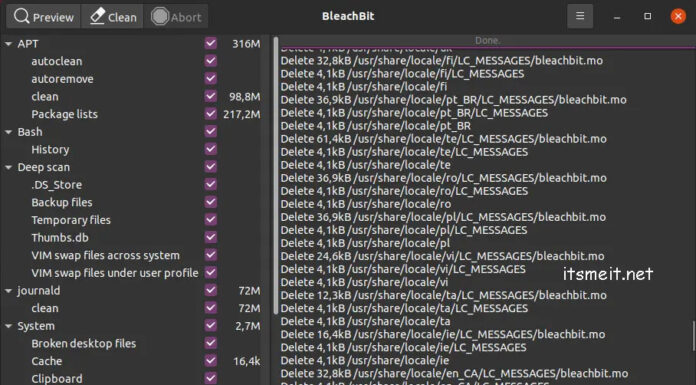 Preview
Clean
Abort
BleachBit
APT 316M
autoclean
autoremove
clean 98,8M
Package lists 217,2M
Bash
History
Deep scan
.DS_Store
Backup files
Temporary files
Thumbs.db
VIM swap files across system
VIM swap files under user profile
journald 72M
clean 72M
System 2,7M
Broken desktop files
Cache 16,4k
Clipboard
Done.
Delete 32,8kB /usr/share/locale/fi/LC_MESSAGES/bleachbit.mo
Delete 4,1kB /usr/share/locale/fi/LC_MESSAGES
Delete 4,1kB /usr/share/locale/fi
Delete 36,9kB /usr/share/locale/pt_BR/LC_MESSAGES/bleachbit.mo
Delete 4,1kB /usr/share/locale/pt_BR/LC_MESSAGES
Delete 4,1kB /usr/share/locale/pt_BR
Delete 61,4kB /usr/share/locale/te/LC_MESSAGES/bleachbit.mo
Delete 4,1kB /usr/share/locale/te/LC_MESSAGES
Delete 4,1kB /usr/share/locale/te
Delete 36,9kB /usr/share/locale/ro/LC_MESSAGES/bleachbit.mo
Delete 4,1kB /usr/share/locale/ro/LC_MESSAGES
Delete 4,1kB /usr/share/locale/ro
Delete 36,9kB /usr/share/locale/pl/LC_MESSAGES/bleachbit.mo
Delete 4,1kB /usr/share/locale/pl/LC_MESSAGES
Delete 4,1kB /usr/share/locale/pl
Delete 24,6kB /usr/share/locale/vi/LC_MESSAGES/bleachbit.mo
Delete 4,1kB /usr/share/locale/vi/LC_MESSAGES
Delete 4,1kB /usr/share/locale/vi
Delete 12,3kB /usr/share/locale/ta/LC_MESSAGES/bleachbit.mo
Delete 4,1kB /usr/share/locale/ta/LC_MESSAGES
Delete 4,1kB /usr/share/locale/ta
Delete 16,4kB /usr/share/locale/ie/LC_MESSAGES/bleachbit.mo
Delete 4,1kB /usr/share/locale/ie/LC_MESSAGES
Delete 4,1kB /usr/share/locale/ie
Delete 32,8kB /usr/share/locale/en_CA/LC_MESSAGES/bleachbit.mo
itsmeit.net